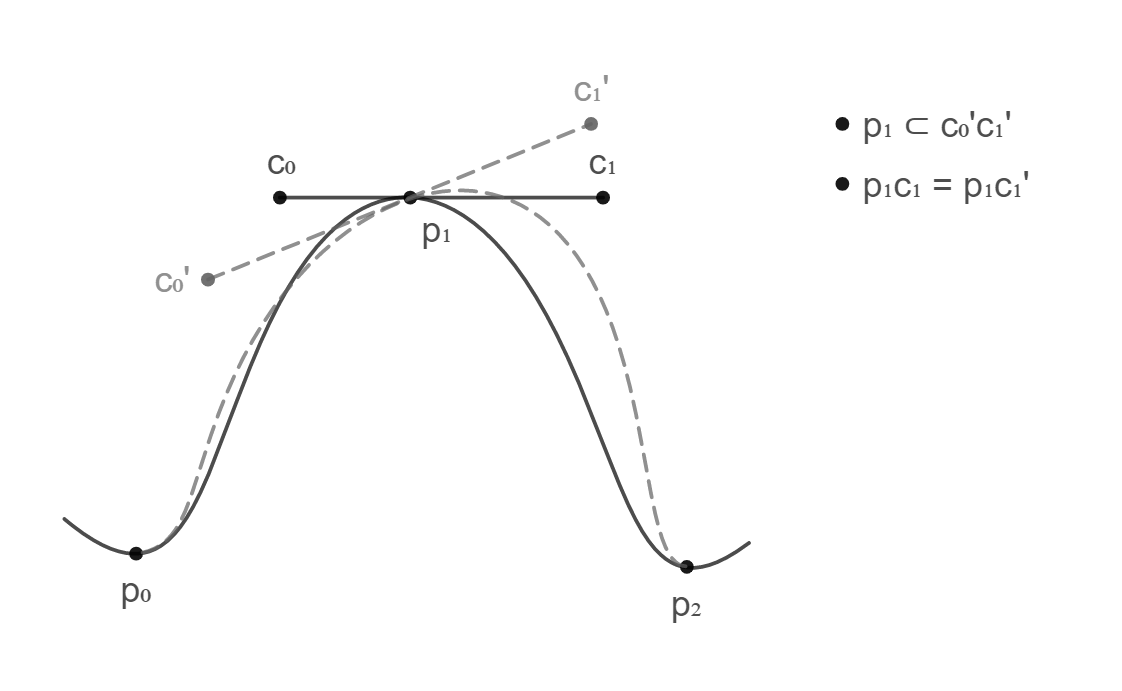 c₁'
c₀ c₁
p₁
c₀'
p₀
p₂
p₁ ⊂ c₀'c₁'
p₁c₁ = p₁c₁'